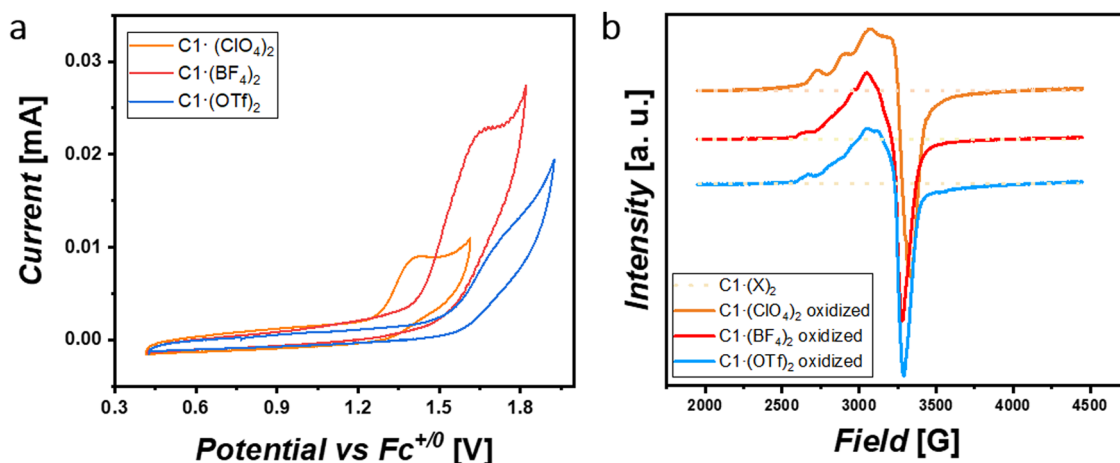 a
C1· (ClO₄)₂
C1·(BF₄)₂
C1·(OTf)₂
0.03
0.02
0.01
0.00
Current [mA]
0.3
0.6
0.9
1.2
1.5
1.8
Potential vs Fc⁺ᐟ⁰ [V]
b
Intensity [a. u.]
C1·(X)₂
C1·(ClO₄)₂ oxidized
C1·(BF₄)₂ oxidized
C1·(OTf)₂ oxidized
2000
2500
3000
3500
4000
4500
Field [G]